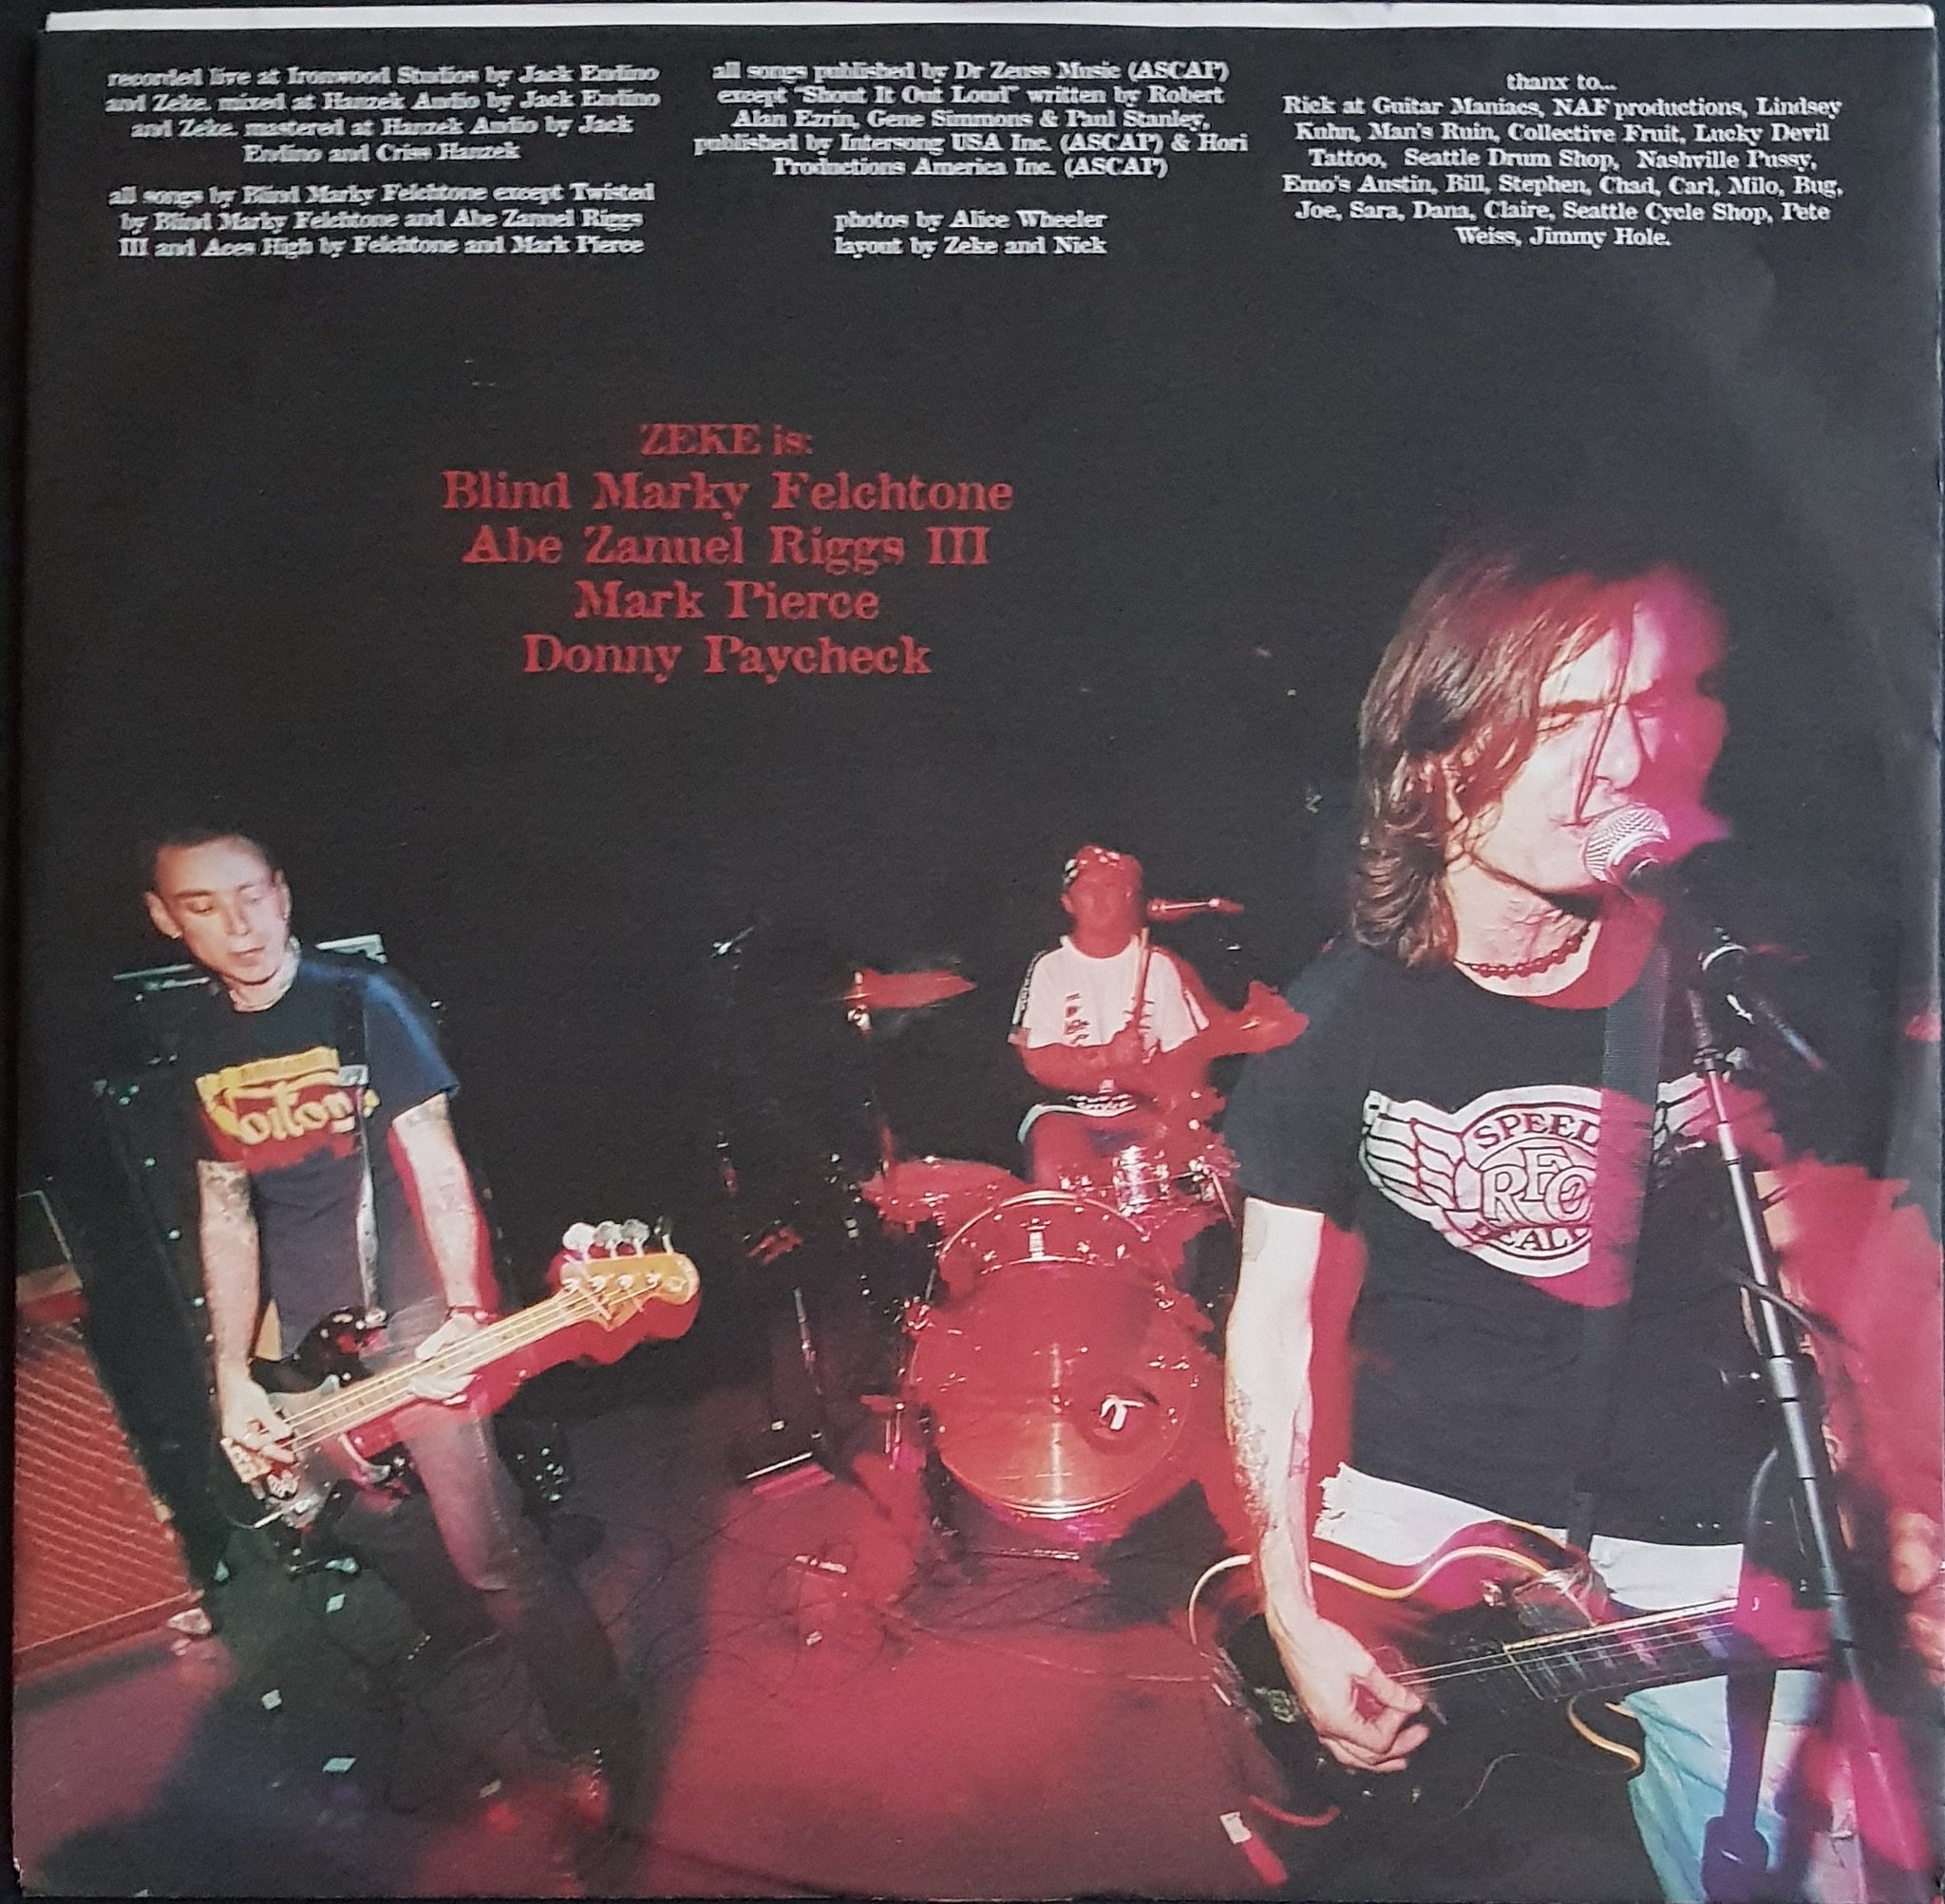 recorded live at Ironwood Studios by Jack Endino
and Zeke. mixed at Hanzek Audio by Jack Endino
and Zeke. mastered at Hanzek Audio by Jack
Endino and Criss Hanzek
all songs by Blind Marky Felchtone except Twisted
by Blind Marky Felchtone and Abe Zanuel Riggs
III and Aces High by Felchtone and Mark Pierce
all songs published by Dr Zeuss Music (ASCAP)
except "Shout It Out Loud" written by Robert
Alan Ezrin, Gene Simmons & Paul Stanley,
published by Intersong USA Inc. (ASCAP) & Hori
Productions America Inc. (ASCAP)
photos by Alice Wheeler
layout by Zeke and Nick
thanx to...
Rick at Guitar Maniacs, NAF productions, Lindsey
Kuhn, Man's Ruin, Collective Fruit, Lucky Devil
Tattoo, Seattle Drum Shop, Nashville Pussy,
Emo's Austin, Bill, Stephen, Chad, Carl, Milo, Bug,
Joe, Sara, Dana, Claire, Seattle Cycle Shop, Pete
Weiss, Jimmy Hole.
ZEKE is:
Blind Marky Felchtone
Abe Zanuel Riggs III
Mark Pierce
Donny Paycheck
SPEED
REO
DEAL